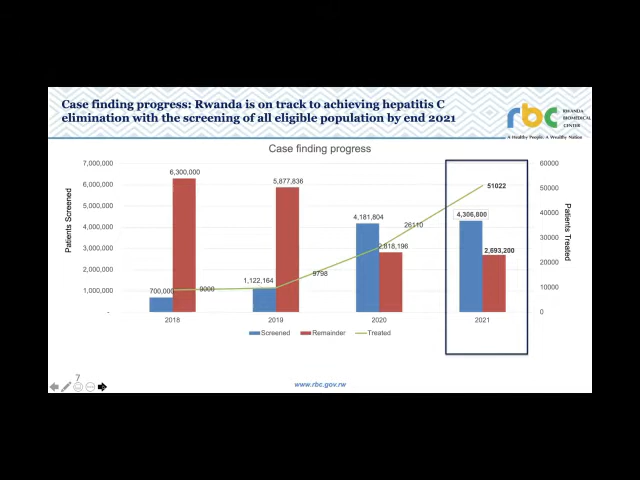 Case finding progress: Rwanda is on track to achieving hepatitis C
elimination with the screening of all eligible population by end 2021
rbc
RWANDA
BIOMEDICAL
CENTER
A Healthy People, A Wealthy Nation
Case finding progress
7,000,000
6,000,000
5,000,000
4,000,000
3,000,000
2,000,000
1,000,000
-
Patients Screened
6,300,000
5,877,836
4,181,804
2,818,196
4,306,800
2,693,200
700,000
1,122,164
9000
9798
26110
51022
60000
50000
40000
30000
20000
10000
0
Patients Treated
2018
2019
2020
2021
Screened
Remainder
Treated
7
www.rbc.gov.rw